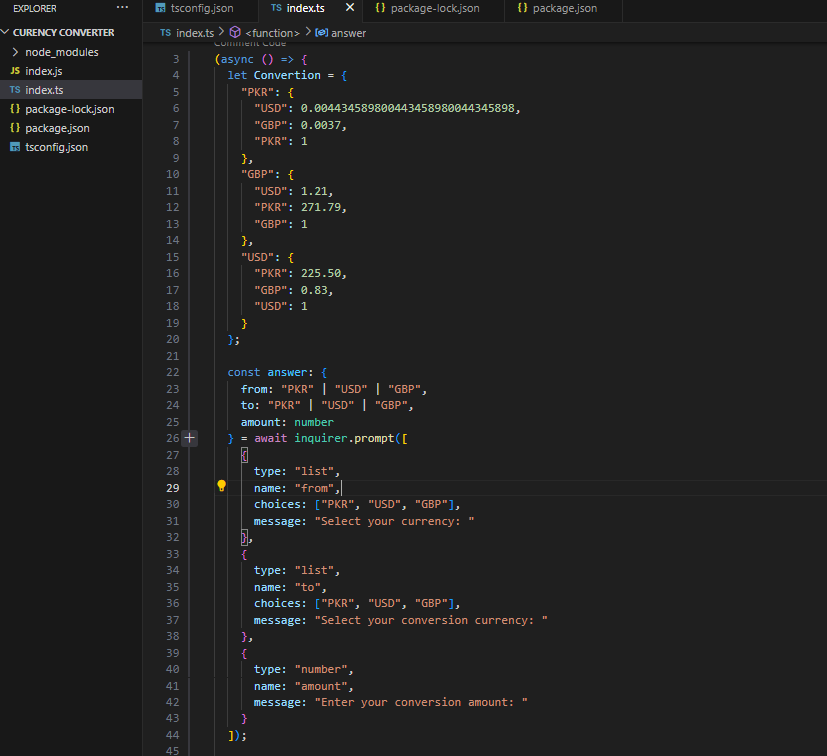 EXPLORER ...
tsconfig.json
TS index.ts ×
{} package-lock.json
{} package.json
CURENCY CONVERTER
node_modules
JS index.js
TS index.ts
{} package-lock.json
{} package.json
tsconfig.json
TS index.ts > <function> > answer
Comment Code
3 (async () => {
4 let Convertion = {
5 "PKR": {
6 "USD": 0.004434589800443458980044345898,
7 "GBP": 0.0037,
8 "PKR": 1
9 },
10 "GBP": {
11 "USD": 1.21,
12 "PKR": 271.79,
13 "GBP": 1
14 },
15 "USD": {
16 "PKR": 225.50,
17 "GBP": 0.83,
18 "USD": 1
19 }
20 };
21
22 const answer: {
23 from: "PKR" | "USD" | "GBP",
24 to: "PKR" | "USD" | "GBP",
25 amount: number
26 } = await inquirer.prompt([
27 {
28 type: "list",
29 name: "from",
30 choices: ["PKR", "USD", "GBP"],
31 message: "Select your currency: "
32 },
33 {
34 type: "list",
35 name: "to",
36 choices: ["PKR", "USD", "GBP"],
37 message: "Select your conversion currency: "
38 },
39 {
40 type: "number",
41 name: "amount",
42 message: "Enter your conversion amount: "
43 }
44 ]);
45